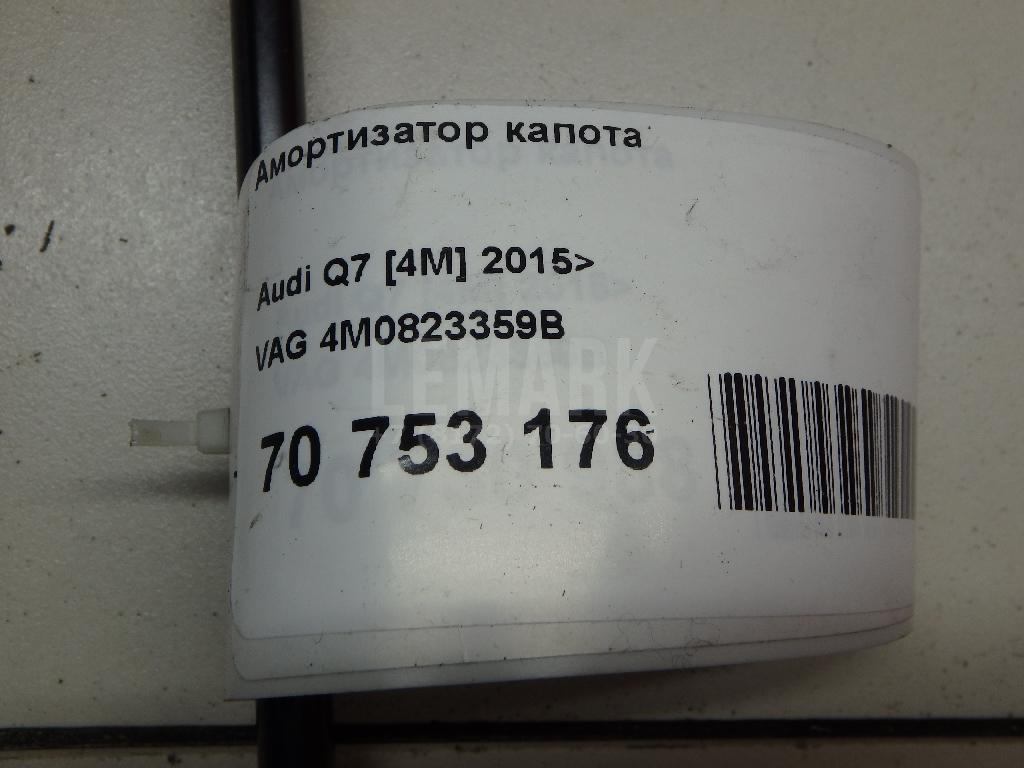 Амортизатор капота
Audi Q7 [4M] 2015>
VAG 4M0823359B
LEMARK
70 753 176